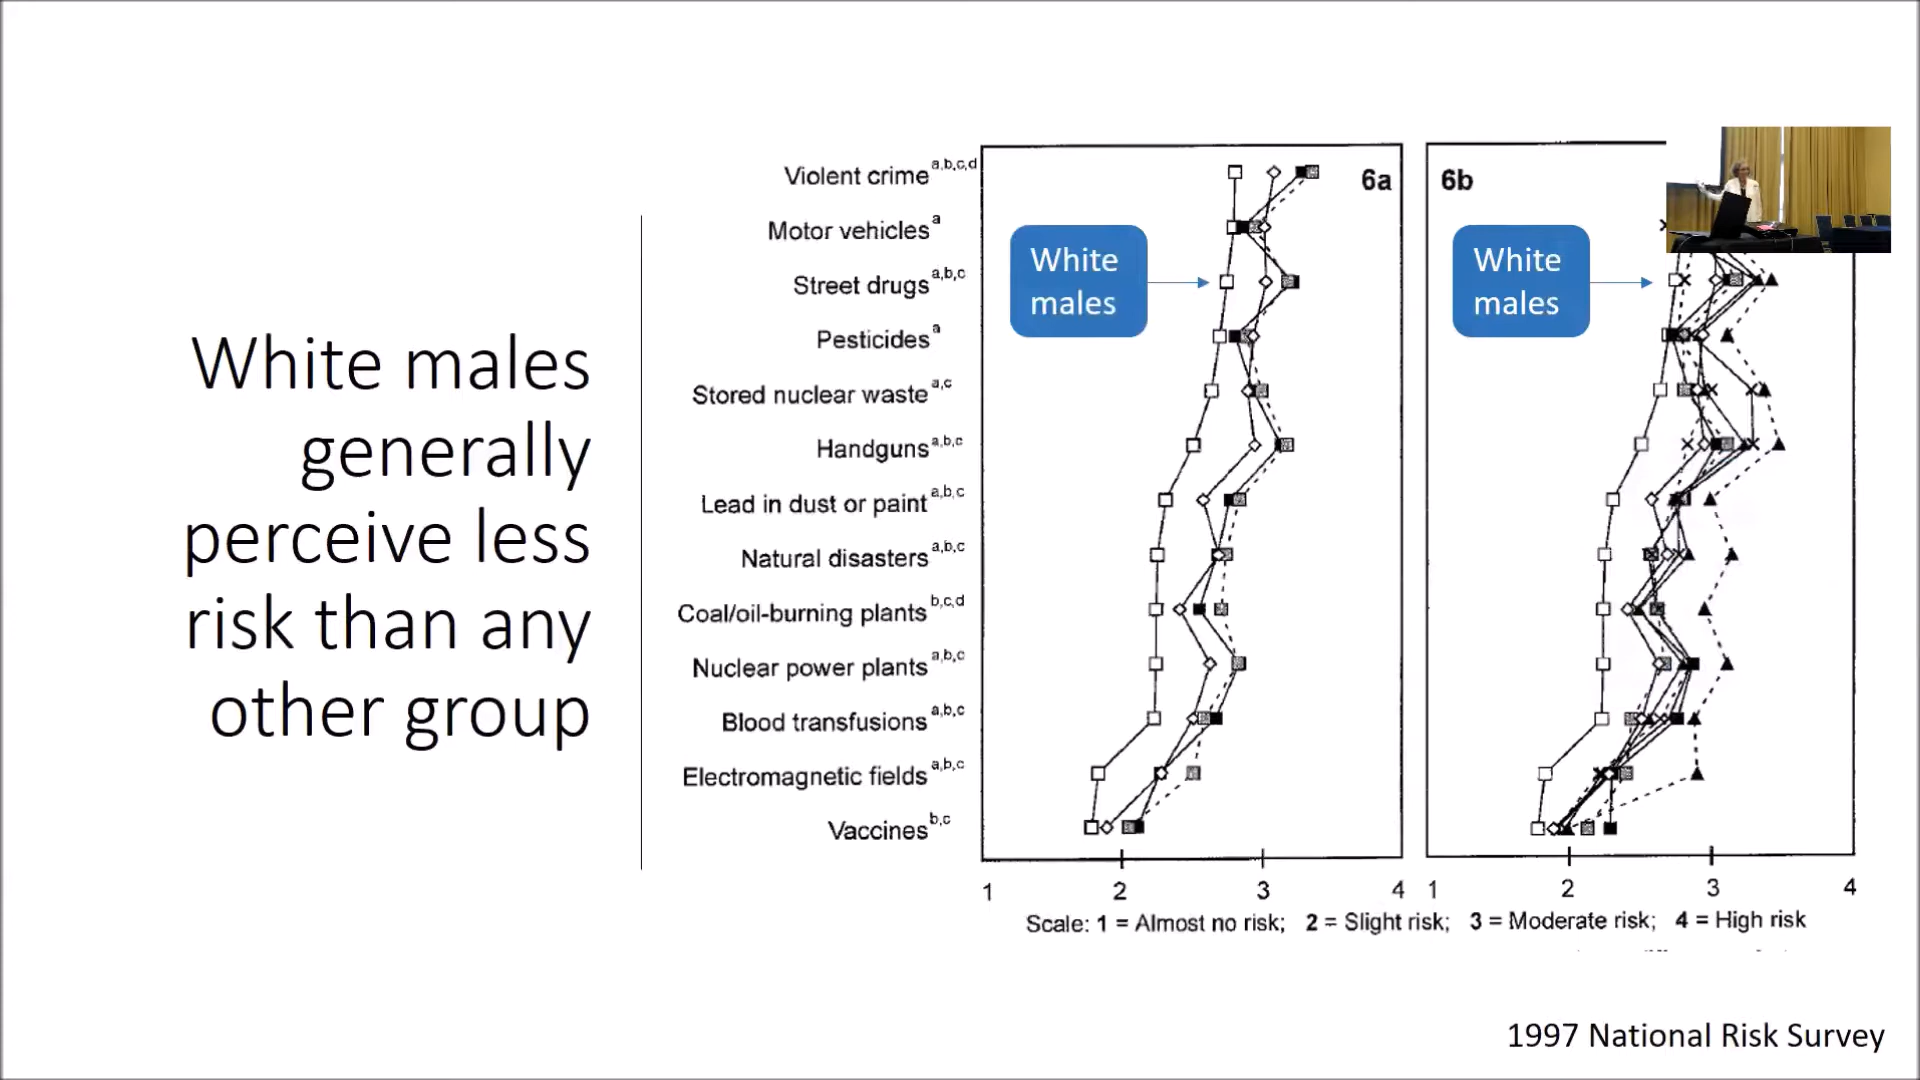 White males
generally
perceive less
risk than any
other group
Violent crime a,b,c,d
Motor vehicles a
Street drugs a,b,c
Pesticides a
Stored nuclear waste a,c
Handguns a,b,c
Lead in dust or paint a,b,c
Natural disasters a,b,c
Coal/oil-burning plants b,c,d
Nuclear power plants a,b,c
Blood transfusions a,b,c
Electromagnetic fields a,b,c
Vaccines b,c
6a
White
males
1 2 3 4
6b
White
males
1 2 3 4
Scale: 1 = Almost no risk; 2 = Slight risk; 3 = Moderate risk; 4 = High risk
1997 National Risk Survey